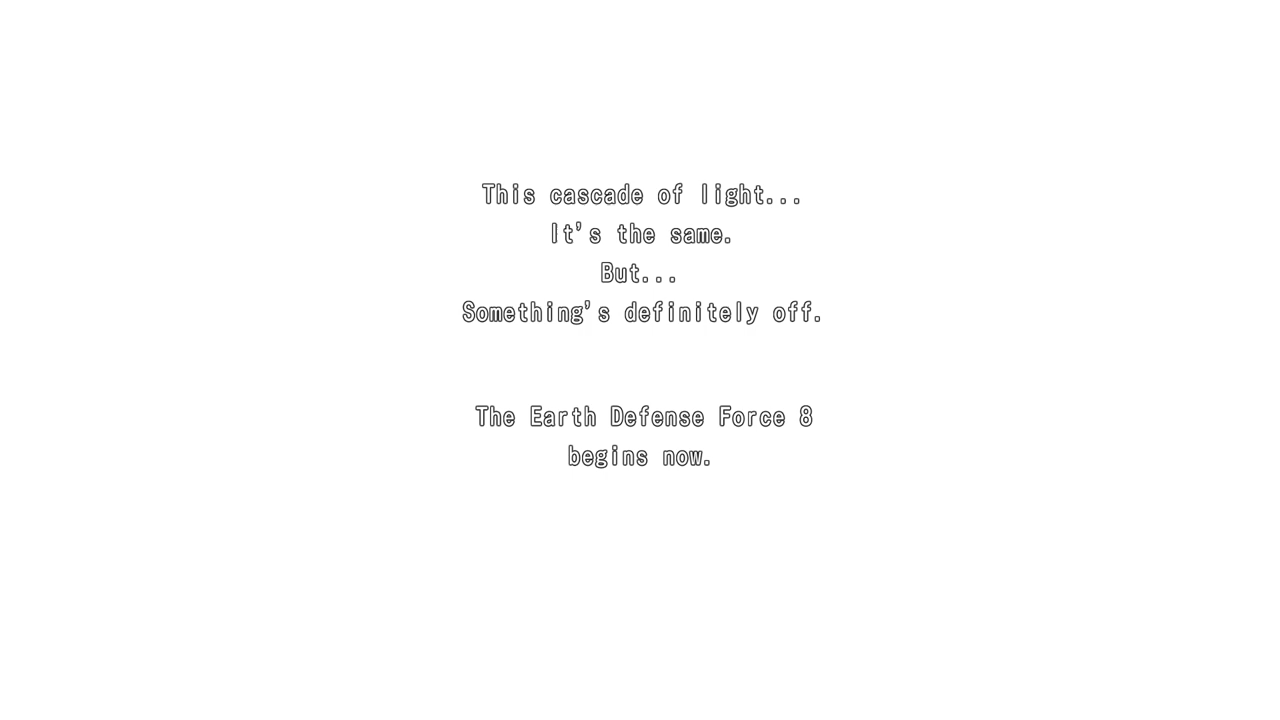 This cascade of light...
It's the same.
But...
Something's definitely off.
The Earth Defense Force 8
begins now.